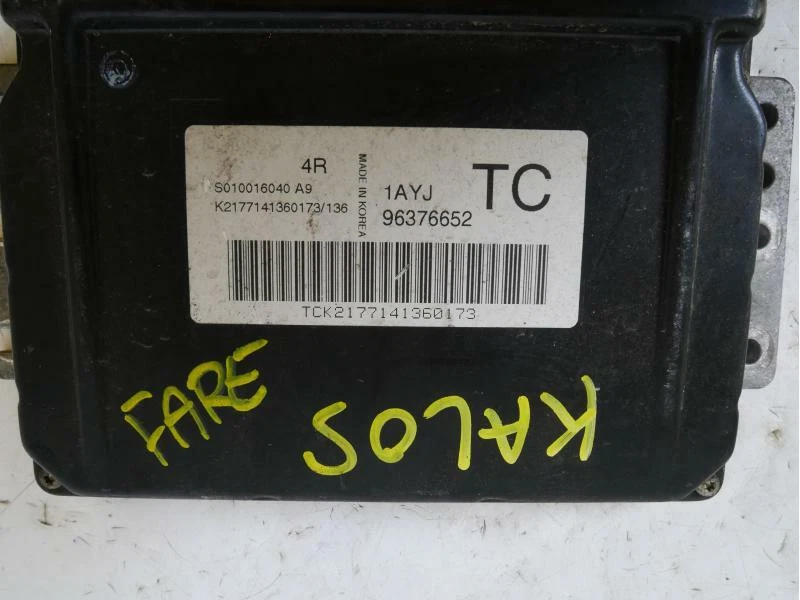 4R
S010016040 A9
K2177141360173/136
MADE IN KOREA
1AYJ
TC
96376652
TCK2177141360173
FARE
KALOS